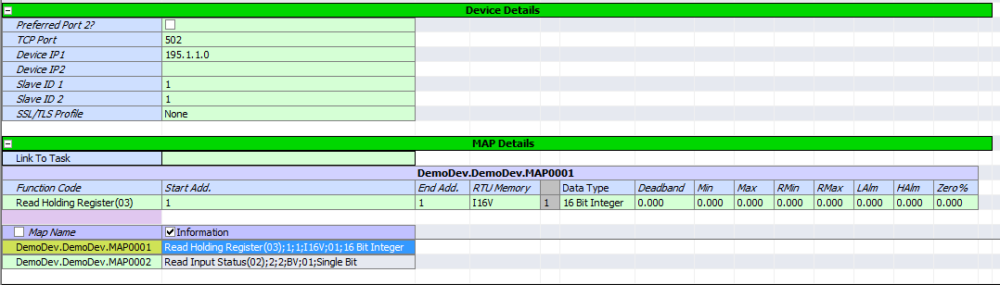 Device Details
Preferred Port 2?
TCP Port 502
Device IP1 195.1.1.0
Device IP2
Slave ID 1 1
Slave ID 2 1
SSL/TLS Profile None
MAP Details
Link To Task
DemoDev.DemoDev.MAP0001
Function Code Start Add. End Add. RTU Memory Data Type Deadband Min Max RMin RMax LAlm HAlm Zero%
Read Holding Register(03) 1 1 I16V 1 16 Bit Integer 0.000 0.000 0.000 0.000 0.000 0.000 0.000 0.000
Map Name Information
DemoDev.DemoDev.MAP0001 Read Holding Register(03);1;1;I16V;01;16 Bit Integer
DemoDev.DemoDev.MAP0002 Read Input Status(02);2;2;BV;01;Single Bit